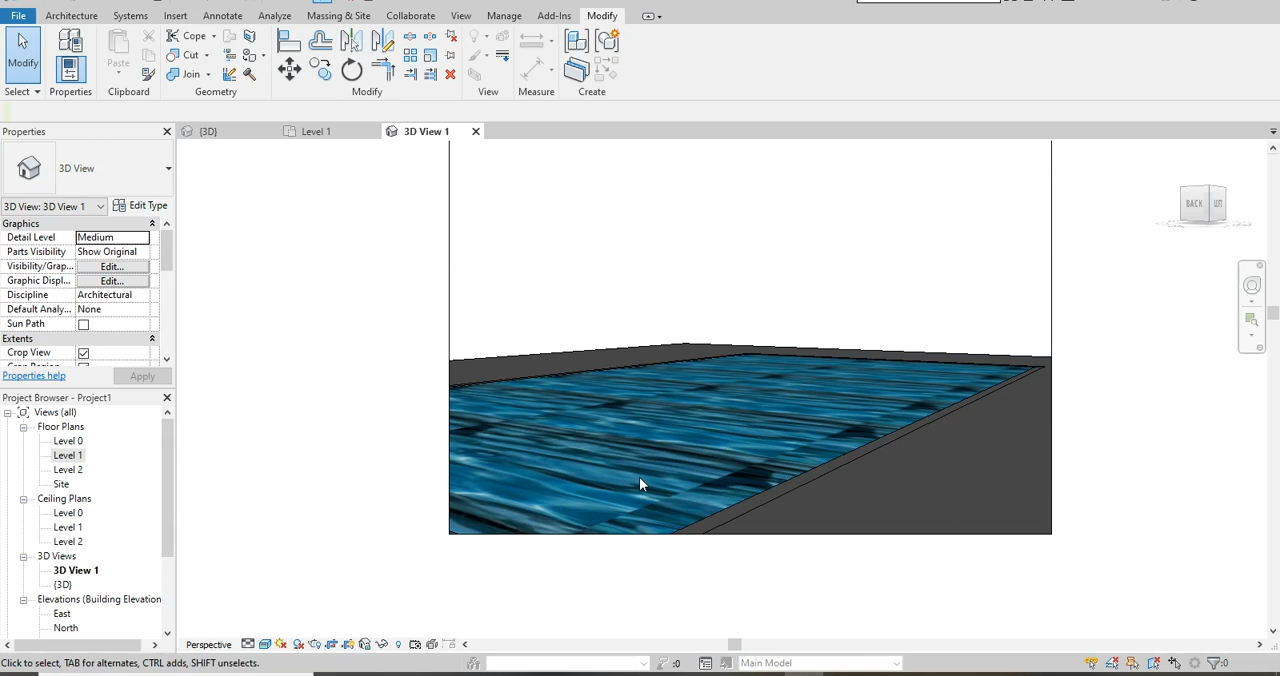 File Architecture Systems Insert Annotate Analyze Massing & Site Collaborate View Manage Add-Ins Modify
Modify
Paste
Cope
Cut
Join
Select Properties Clipboard Geometry Modify View Measure Create
Properties
{3D} Level 1 3D View 1
3D View
BACK LEFT
3D View: 3D View 1 Edit Type
Graphics
Detail Level Medium
Parts Visibility Show Original
Visibility/Grap... Edit...
Graphic Displ... Edit...
Discipline Architectural
Default Analy... None
Sun Path
Extents
Crop View
Properties help Apply
Project Browser - Project1
Views (all)
Floor Plans
Level 0
Level 1
Level 2
Site
Ceiling Plans
Level 0
Level 1
Level 2
3D Views
3D View 1
{3D}
Elevations (Building Elevation
East
North
Perspective
Click to select, TAB for alternates, CTRL adds, SHIFT unselects. :0 Main Model :0